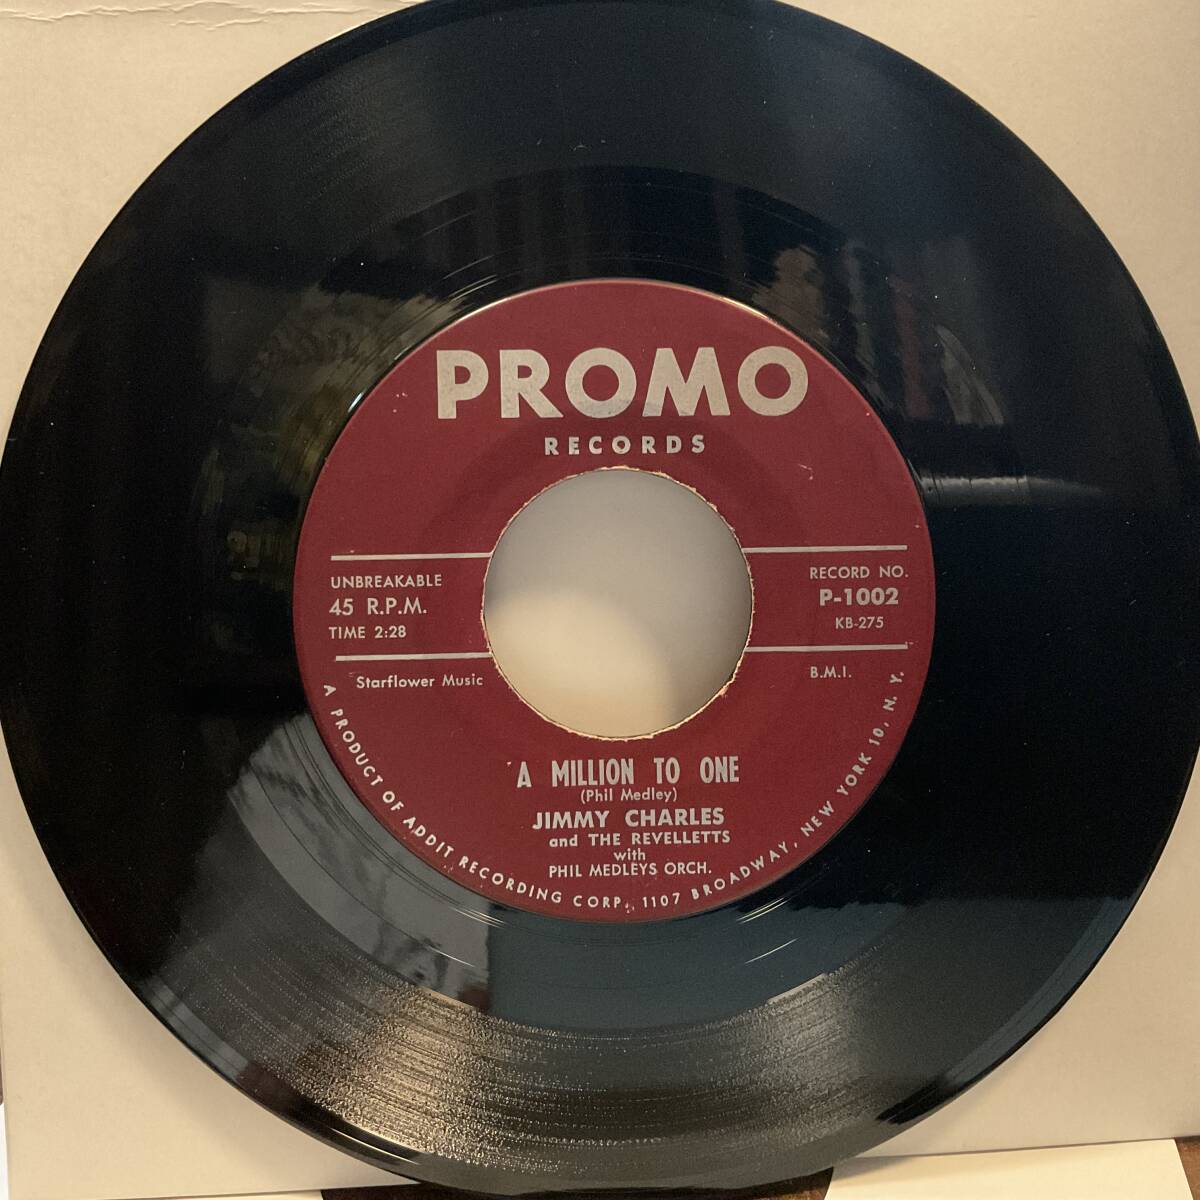 PROMO
RECORDS
UNBREAKABLE
45 R.P.M.
TIME 2:28
RECORD NO.
P-1002
KB-275
Starflower Music
B.M.I.
A MILLION TO ONE
(Phil Medley)
JIMMY CHARLES
and THE REVELLETTS
with
PHIL MEDLEYS ORCH.
A PRODUCT OF ADDIT RECORDING CORP., 1107 BROADWAY, NEW YORK 10, N. Y.